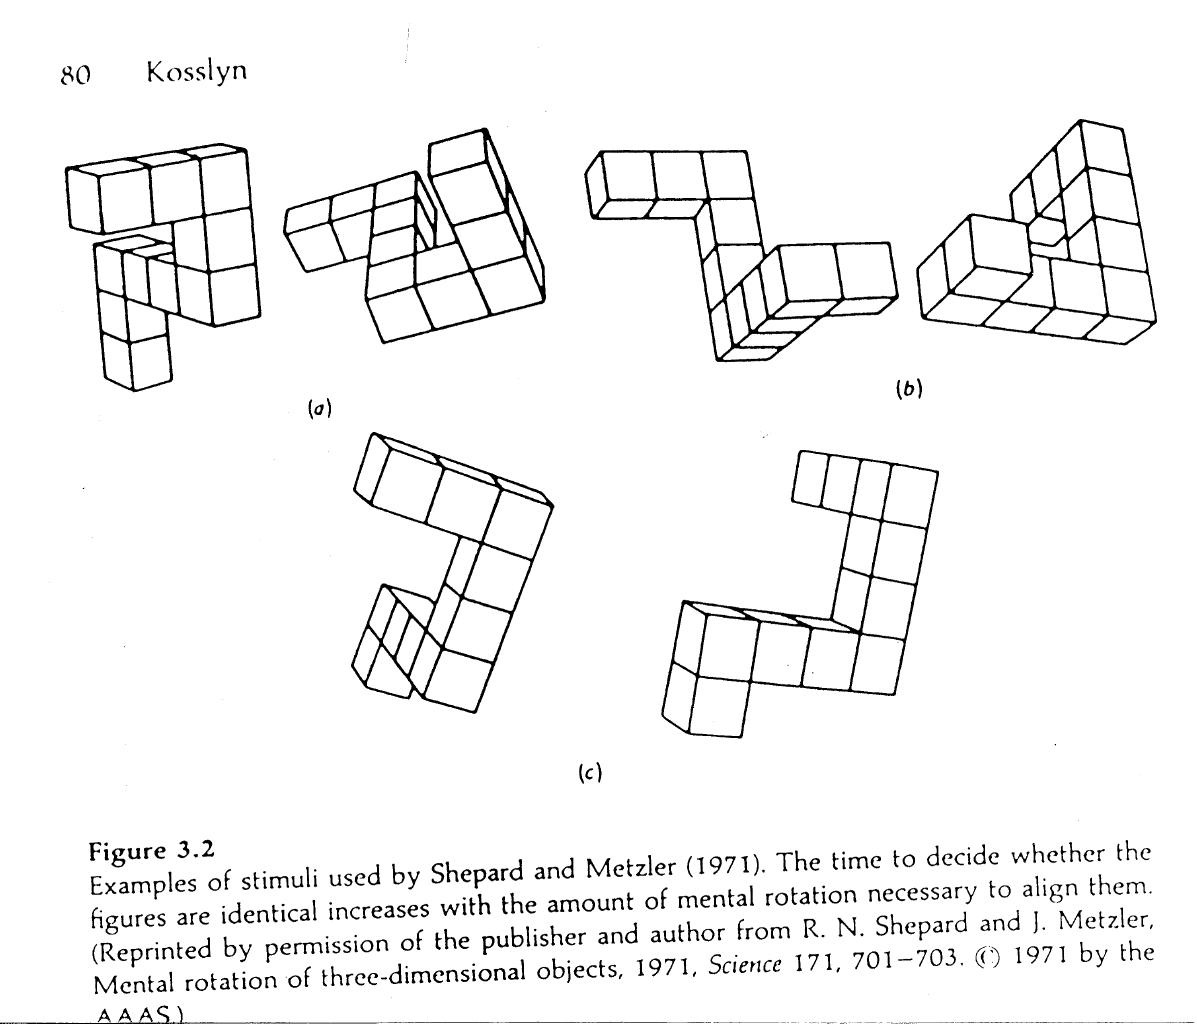 80 Kosslyn
(a)
(b)
(c)
Figure 3.2
Examples of stimuli used by Shepard and Metzler (1971). The time to decide whether the
figures are identical increases with the amount of mental rotation necessary to align them.
(Reprinted by permission of the publisher and author from R. N. Shepard and J. Metzler,
Mental rotation of three-dimensional objects, 1971, Science 171, 701–703. © 1971 by the
AAAS.)